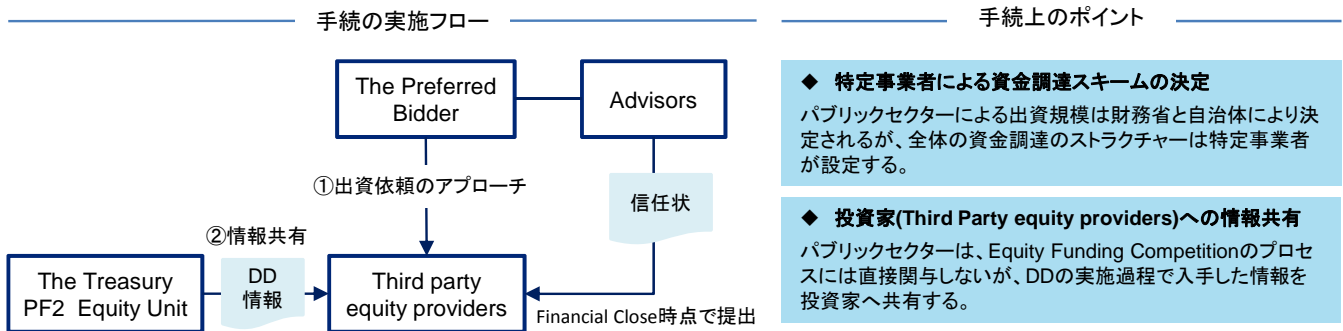 手続の実施フロー
The Preferred
Bidder
Advisors
①出資依頼のアプローチ
信任状
②情報共有
The Treasury
PF2 Equity Unit
DD
情報
Third party
equity providers
Financial Close時点で提出
手続上のポイント
◆ 特定事業者による資金調達スキームの決定
パブリックセクターによる出資規模は財務省と自治体により決
定されるが、全体の資金調達のストラクチャーは特定事業者
が設定する。
◆ 投資家(Third Party equity providers)への情報共有
パブリックセクターは、Equity Funding Competitionのプロセ
スには直接関与しないが、DDの実施過程で入手した情報を
投資家へ共有する。